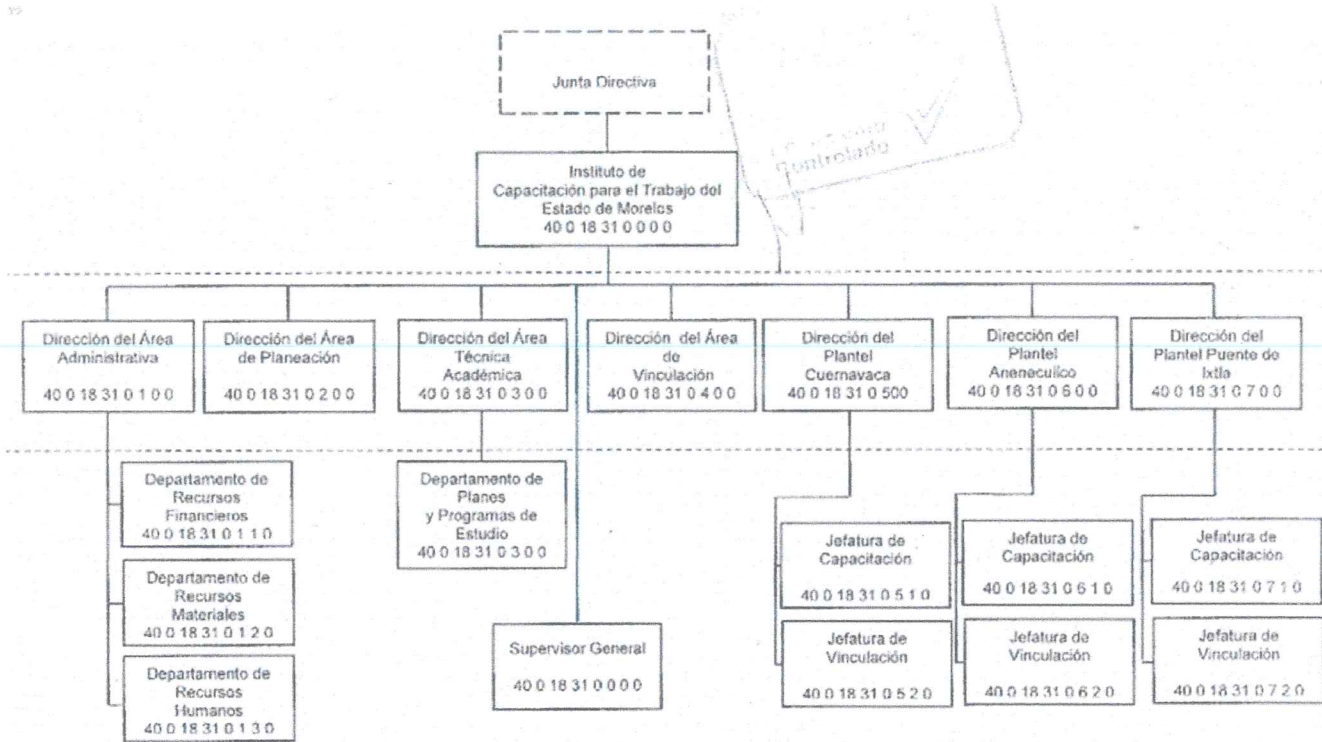 Junta Directiva
Instituto de
Capacitación para el Trabajo del
Estado de Morelos
40 0 18 31 0 0 0 0
controlado
Dirección del Área
Administrativa
40 0 18 31 0 1 0 0
Dirección del Área
de Planeación
40 0 18 31 0 2 0 0
Dirección del Área
Técnica
Académica
40 0 18 31 0 3 0 0
Dirección del Área
de
Vinculación
40 0 18 31 0 4 0 0
Dirección del
Plantel
Cuernavaca
40 0 18 31 0 500
Dirección del
Plantel
Anenecuilco
40 0 18 31 0 6 0 0
Dirección del
Plantel Puente de
Ixtla
40 0 18 31 0 7 0 0
Departamento de
Recursos
Financieros
40 0 18 31 0 1 1 0
Departamento de
Recursos
Materiales
40 0 18 31 0 1 2 0
Departamento de
Recursos
Humanos
40 0 18 31 0 1 3 0
Departamento de
Planes
y Programas de
Estudio
40 0 18 31 0 3 0 0
Supervisor General
40 0 18 31 0 0 0 0
Jefatura de
Capacitación
40 0 18 31 0 5 1 0
Jefatura de
Vinculación
40 0 18 31 0 5 2 0
Jefatura de
Capacitación
40 0 18 31 0 6 1 0
Jefatura de
Vinculación
40 0 18 31 0 6 2 0
Jefatura de
Capacitación
40 0 18 31 0 7 1 0
Jefatura de
Vinculación
40 0 18 31 0 7 2 0